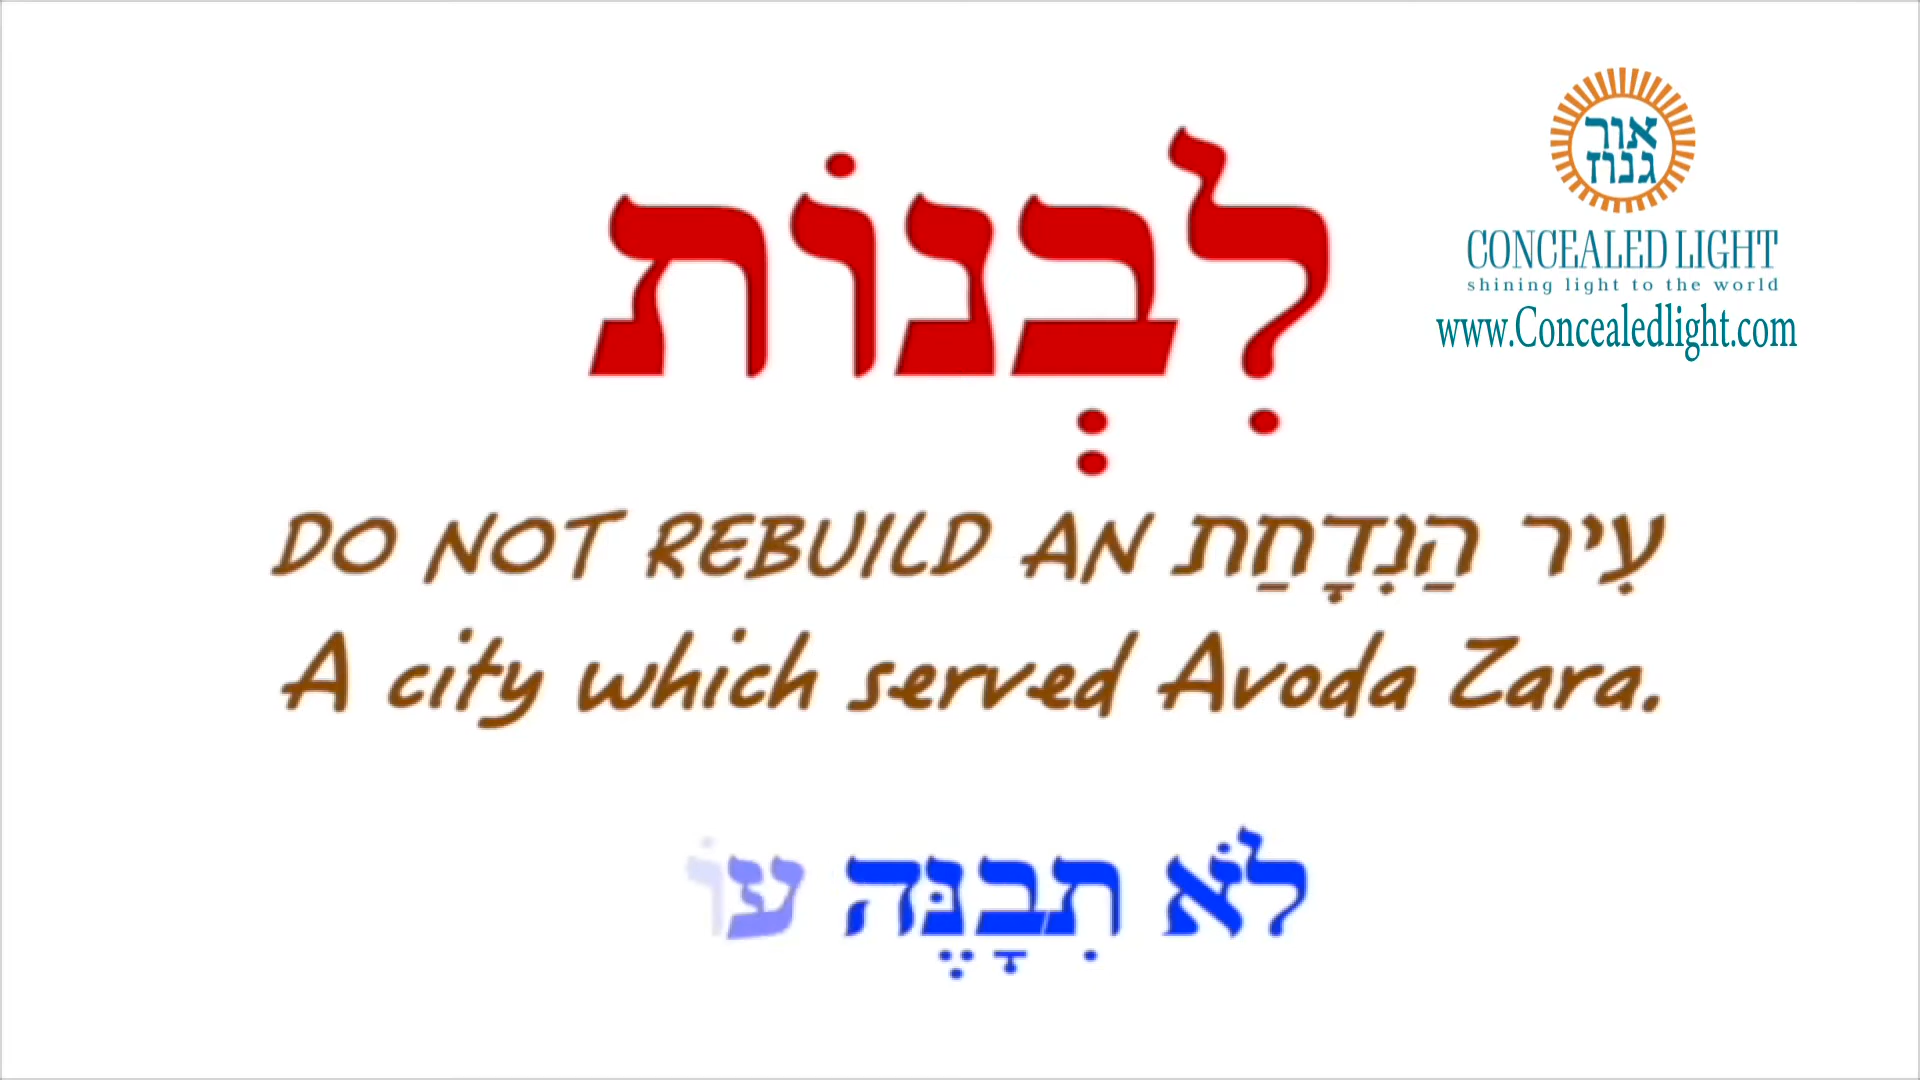 אור
גנוז
CONCEALED LIGHT
shining light to the world
www.Concealedlight.com
לִבְנוֹת
DO NOT REBUILD AN עִיר הַנִדָחַת
A city which served Avoda Zara.
לֹא תִבָנֶּה עוֹ